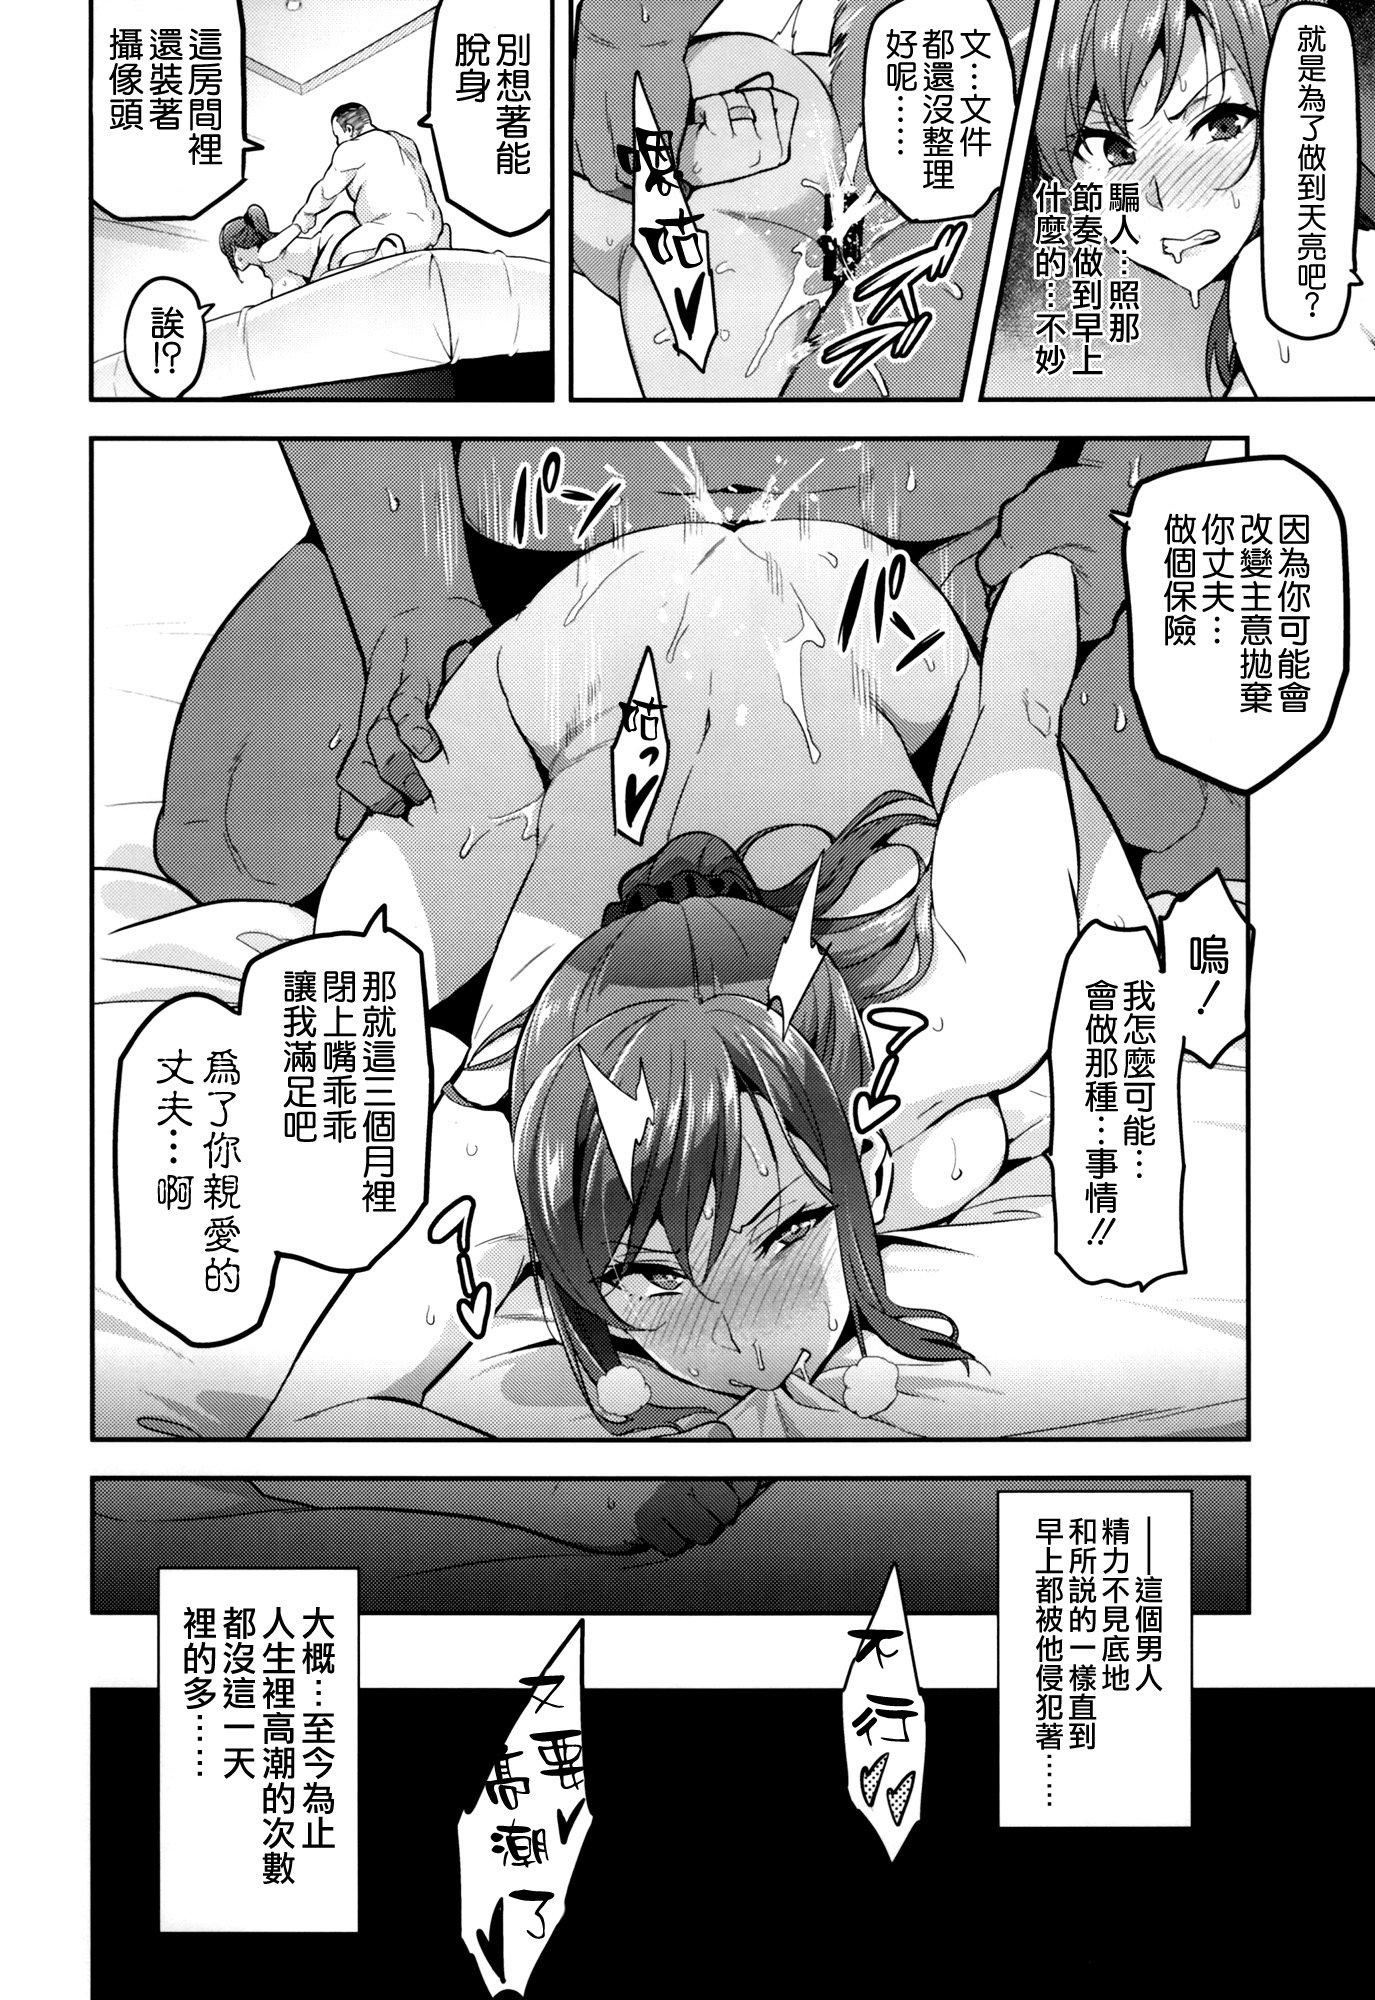 就是為了做到天亮吧？
騙人…照那
節奏做到早上
什麼的…不妙
文…文件
都還沒整理
好呢……
別想著能
脫身
這房間裡
還裝著
攝像頭
誒!?
因為你可能會
改變主意拋棄
你丈夫…
做個保險
パン
パン
嗚！
我怎麼可能…
會做那種…事情!!
那就這三個月裡
閉上嘴乖乖
讓我滿足吧
為了你親愛的
丈夫…啊
──這個男人
精力不見底地
和所說的一樣直到
早上都被他侵犯著……
不行
又要
高潮了
大概…至今為止
人生裡高潮的次數
都沒這一天
裡的多……